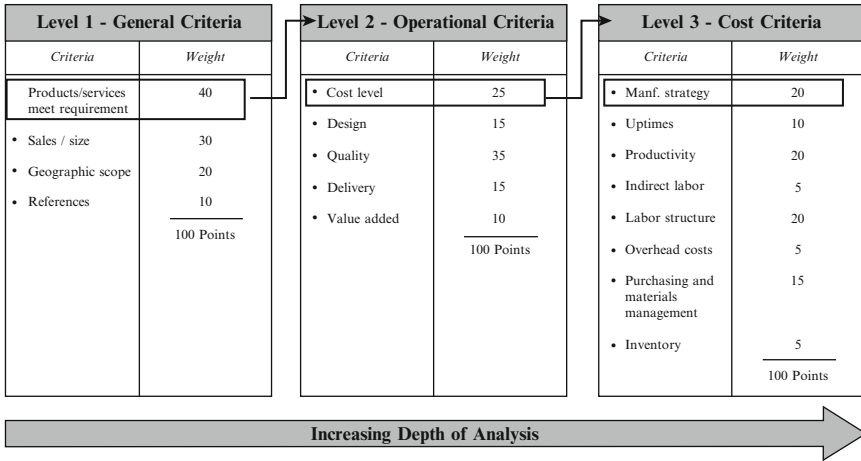 Level 1 - General Criteria
Criteria Weight
Products/services
meet requirement 40
• Sales / size 30
• Geographic scope 20
• References 10
100 Points
Level 2 - Operational Criteria
Criteria Weight
• Cost level 25
• Design 15
• Quality 35
• Delivery 15
• Value added 10
100 Points
Level 3 - Cost Criteria
Criteria Weight
• Manf. strategy 20
• Uptimes 10
• Productivity 20
• Indirect labor 5
• Labor structure 20
• Overhead costs 5
• Purchasing and 15
materials
management
• Inventory 5
100 Points
Increasing Depth of Analysis